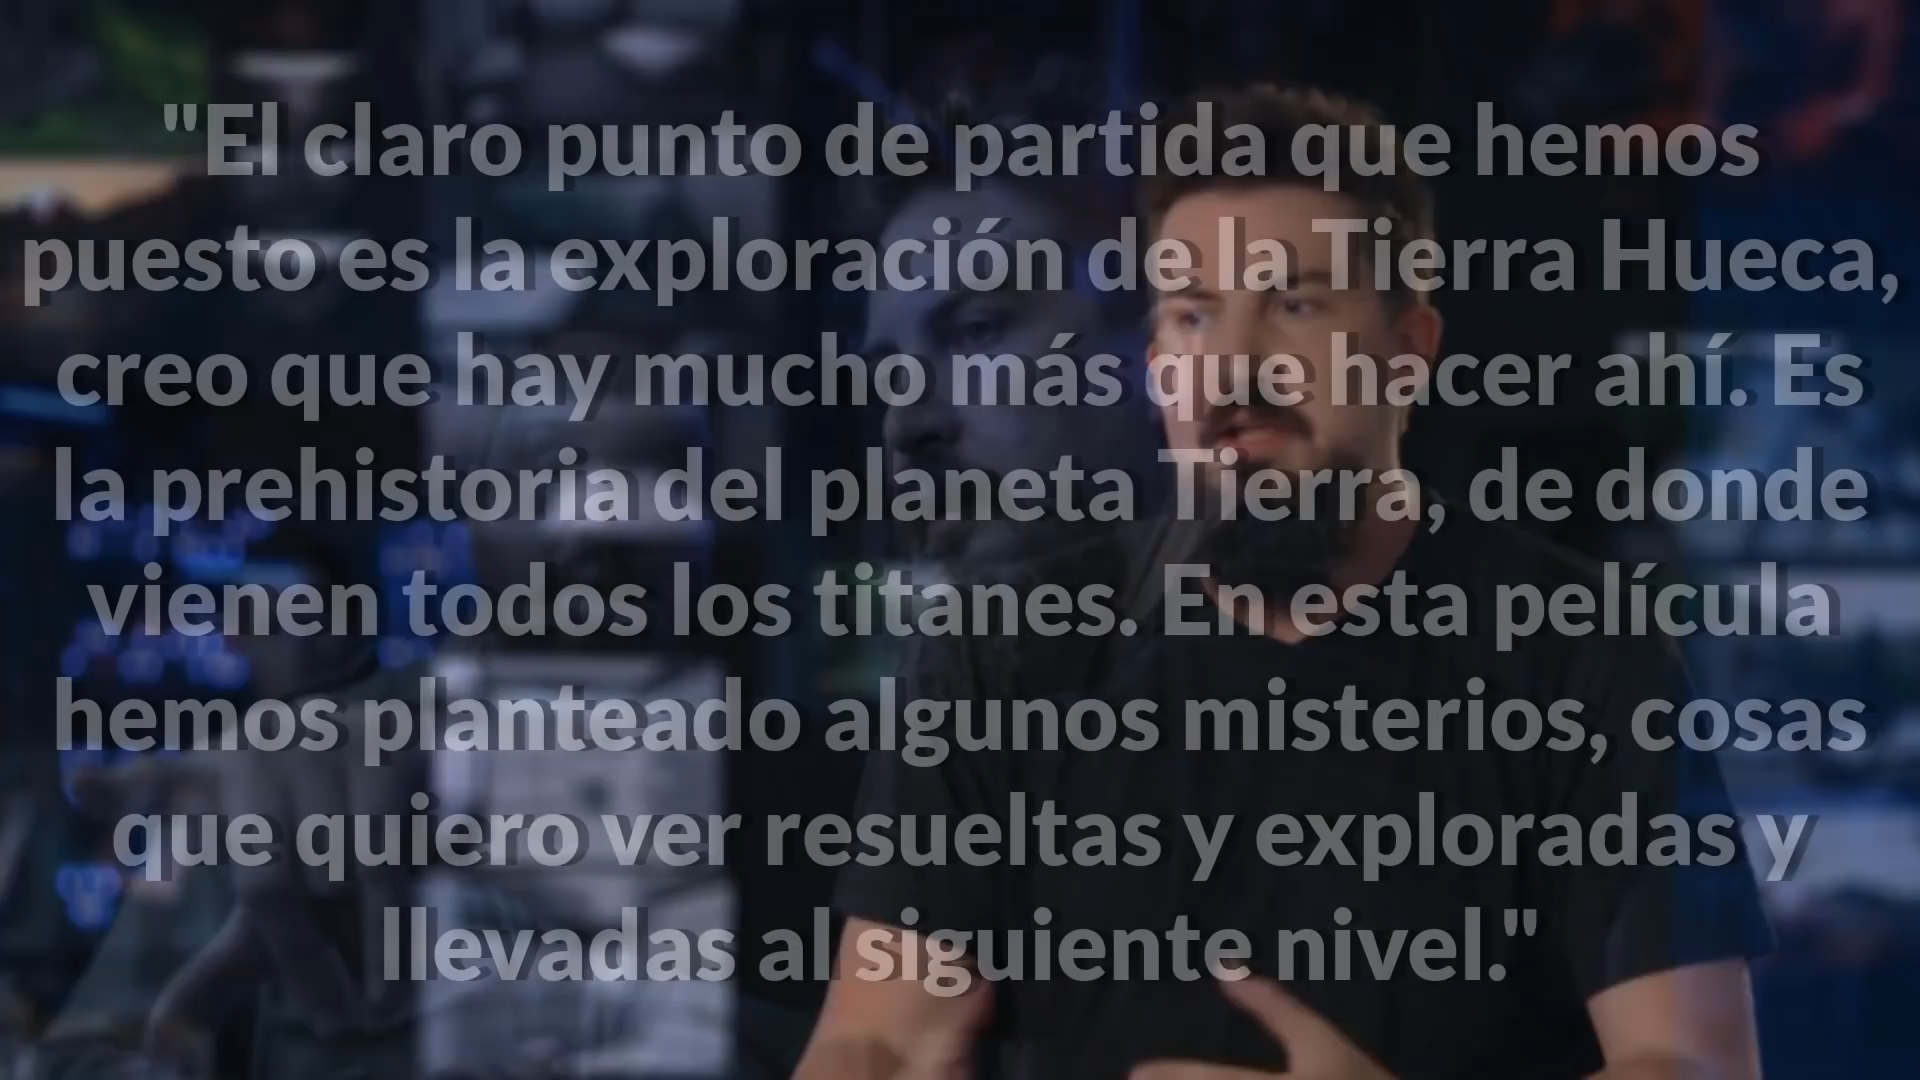 "El claro punto de partida que hemos
puesto es la exploración de la Tierra Hueca,
creo que hay mucho más que hacer ahí. Es
la prehistoria del planeta Tierra, de donde
vienen todos los titanes. En esta película
hemos planteado algunos misterios, cosas
que quiero ver resueltas y exploradas y
llevadas al siguiente nivel."